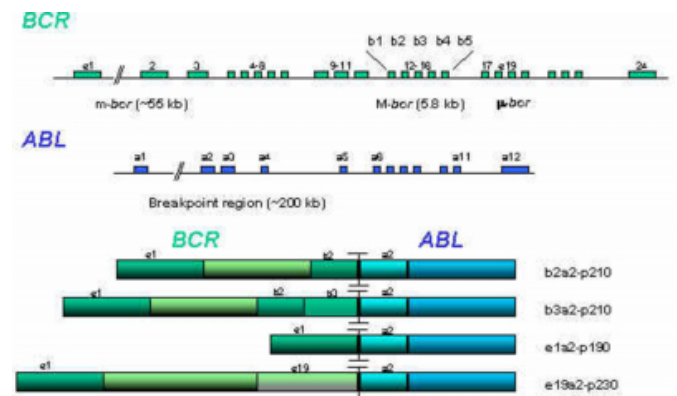 BCR
b1 b2 b3 b4 b5
e1 2 3 4-8 9-11 12-16 17 e19 24
m-bcr (~55 kb) M-bcr (5.8 kb) μ-bcr
ABL
a1 a2 a3 a4 a5 a6 a11 a12
Breakpoint region (~200 kb)
BCR ABL
e1 b2 a2
b2a2-p210
e1 b2 a2
b3a2-p210
e1 a2
e1a2-p190
e1 e19 a2
e19a2-p230